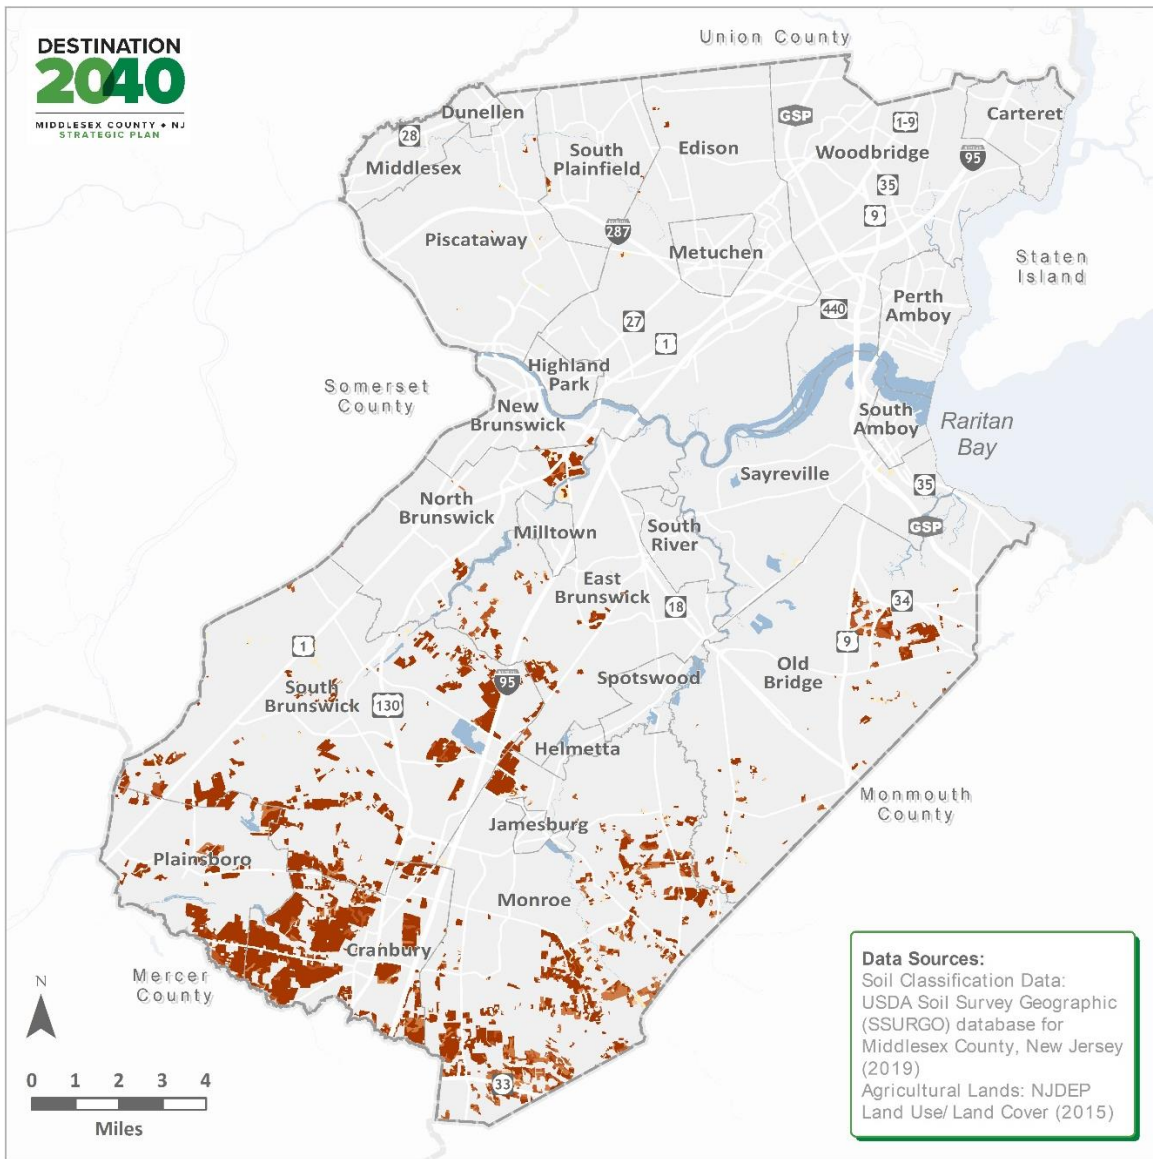 DESTINATION
2040
MIDDLESEX COUNTY • NJ
STRATEGIC PLAN
Union County
Dunellen
28
Middlesex
South
Plainfield
Edison
GSP
1-9
Carteret
Woodbridge
95
35
9
Piscataway
287
Metuchen
Staten
Island
Perth
Amboy
440
27
1
Highland
Park
Somerset
County
New
Brunswick
South
Amboy
Raritan
Bay
Sayreville
35
North
Brunswick
GSP
Milltown
South
River
East
Brunswick
18
34
1
9
Old
Bridge
South
Brunswick
95
130
Spotswood
Helmetta
Monmouth
County
Jamesburg
Plainsboro
Monroe
Cranbury
Mercer
County
33
N
0 1 2 3 4
Miles
Data Sources:
Soil Classification Data:
USDA Soil Survey Geographic
(SSURGO) database for
Middlesex County, New Jersey
(2019)
Agricultural Lands: NJDEP
Land Use/ Land Cover (2015)